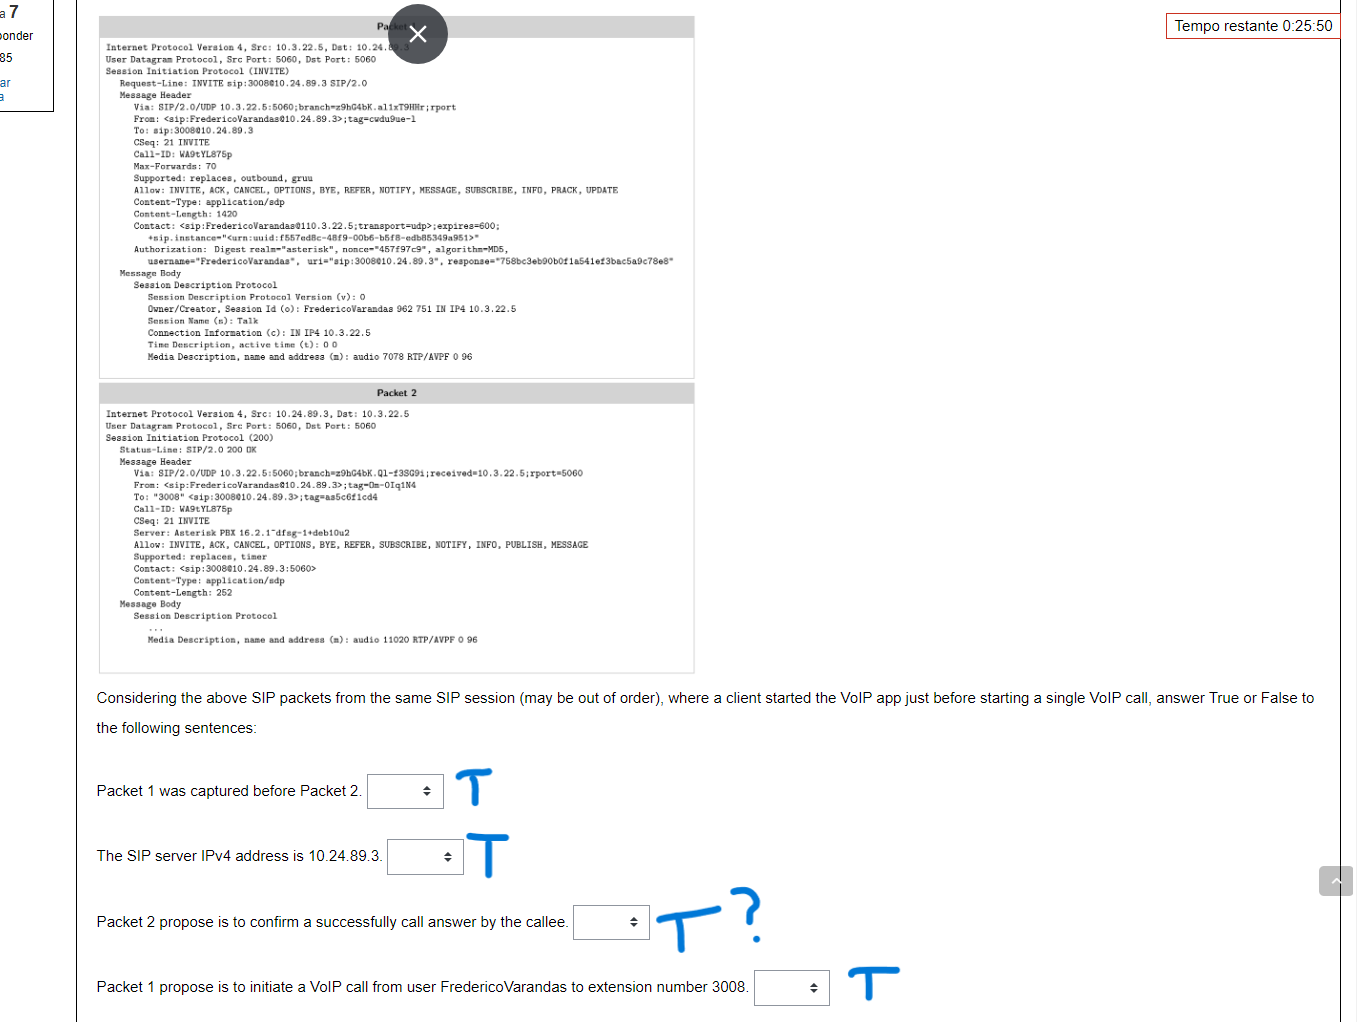 a 7
ponder
85
ar
a
Tempo restante 0:25:50
Packet
Internet Protocol Version 4, Src: 10.3.22.5, Dst: 10.24.89.3
User Datagram Protocol, Src Port: 5060, Dst Port: 5060
Session Initiation Protocol (INVITE)
Request-Line: INVITE sip:3008@10.24.89.3 SIP/2.0
Message Header
Via: SIP/2.0/UDP 10.3.22.5:5060;branch=z9hG4bK.al1xT9HHr;rport
From: <sip:FredericoVarandas@10.24.89.3>;tag=cwdu9ue-l
To: sip:3008@10.24.89.3
CSeq: 21 INVITE
Call-ID: WA9tYL875p
Max-Forwards: 70
Supported: replaces, outbound, gruu
Allow: INVITE, ACK, CANCEL, OPTIONS, BYE, REFER, NOTIFY, MESSAGE, SUBSCRIBE, INFO, PRACK, UPDATE
Content-Type: application/sdp
Content-Length: 1420
Contact: <sip:FredericoVarandas@110.3.22.5;transport=udp>;expires=600;
+sip.instance="<urn:uuid:f557ed8c-48f9-00b6-b5f8-edb85349a951>"
Authorization: Digest realm="asterisk", nonce="457f97c9", algorithm=MD5,
username="FredericoVarandas", uri="sip:3008@10.24.89.3", response="758bc3eb90b0f1a541ef3bac5a9c78e8"
Message Body
Session Description Protocol
Session Description Protocol Version (v): 0
Owner/Creator, Session Id (o): FredericoVarandas 962 751 IN IP4 10.3.22.5
Session Name (s): Talk
Connection Information (c): IN IP4 10.3.22.5
Time Description, active time (t): 0 0
Media Description, name and address (m): audio 7078 RTP/AVPF 0 96
Packet 2
Internet Protocol Version 4, Src: 10.24.89.3, Dst: 10.3.22.5
User Datagram Protocol, Src Port: 5060, Dst Port: 5060
Session Initiation Protocol (200)
Status-Line: SIP/2.0 200 OK
Message Header
Via: SIP/2.0/UDP 10.3.22.5:5060;branch=z9hG4bK.Ql-f3SG9i;received=10.3.22.5;rport=5060
From: <sip:FredericoVarandas@10.24.89.3>;tag=Om-OIq1N4
To: "3008" <sip:3008@10.24.89.3>;tag=as5c6f1cd4
Call-ID: WA9tYL875p
CSeq: 21 INVITE
Server: Asterisk PBX 16.2.1~dfsg-1+deb10u2
Allow: INVITE, ACK, CANCEL, OPTIONS, BYE, REFER, SUBSCRIBE, NOTIFY, INFO, PUBLISH, MESSAGE
Supported: replaces, timer
Contact: <sip:3008@10.24.89.3:5060>
Content-Type: application/sdp
Content-Length: 252
Message Body
Session Description Protocol
...
Media Description, name and address (m): audio 11020 RTP/AVPF 0 96
Considering the above SIP packets from the same SIP session (may be out of order), where a client started the VoIP app just before starting a single VoIP call, answer True or False to
the following sentences:
Packet 1 was captured before Packet 2. T
The SIP server IPv4 address is 10.24.89.3. T
Packet 2 propose is to confirm a successfully call answer by the callee. T?
Packet 1 propose is to initiate a VoIP call from user FredericoVarandas to extension number 3008. T